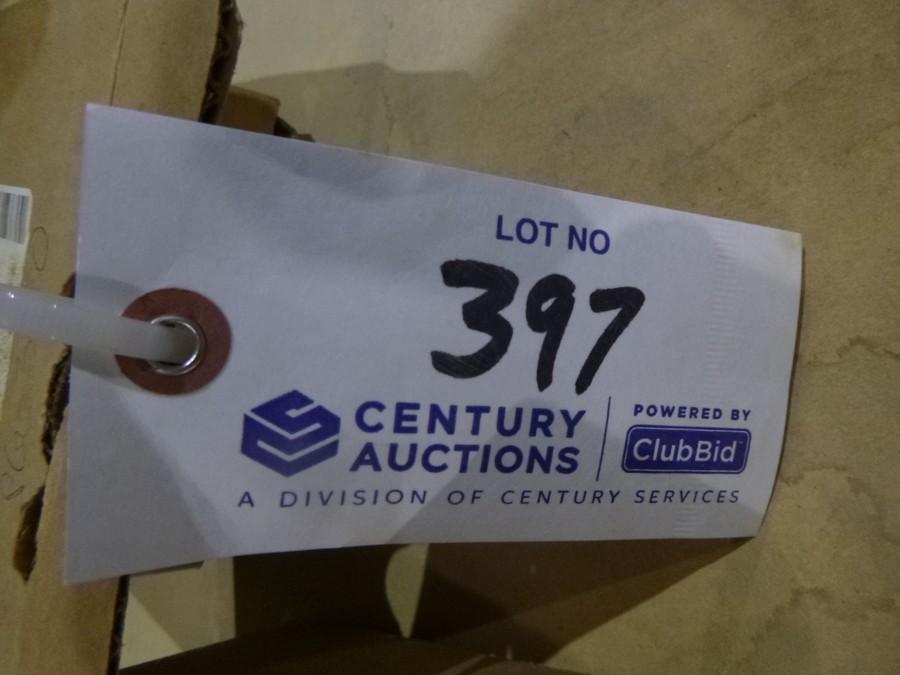 LOT NO
397
CENTURY
AUCTIONS
POWERED BY
ClubBid
A DIVISION OF CENTURY SERVICES